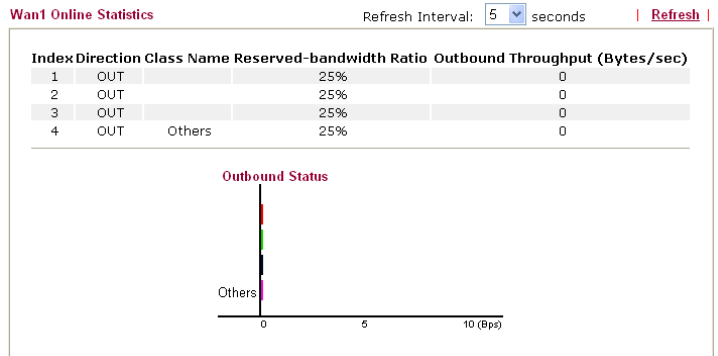 Wan1 Online Statistics Refresh Interval: 5 seconds | Refresh |
Index Direction Class Name Reserved-bandwidth Ratio Outbound Throughput (Bytes/sec)
1 OUT 25% 0
2 OUT 25% 0
3 OUT 25% 0
4 OUT Others 25% 0
Outbound Status
Others
0 5 10 (Bps)